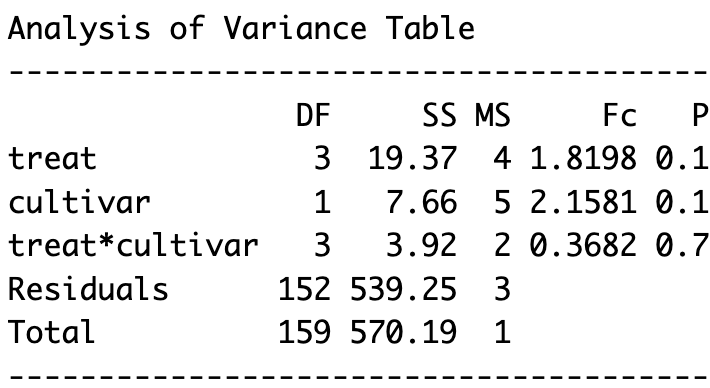 Analysis of Variance Table
----------------------------------------
DF SS MS Fc P
treat 3 19.37 4 1.8198 0.1
cultivar 1 7.66 5 2.1581 0.1
treat*cultivar 3 3.92 2 0.3682 0.7
Residuals 152 539.25 3
Total 159 570.19 1
----------------------------------------